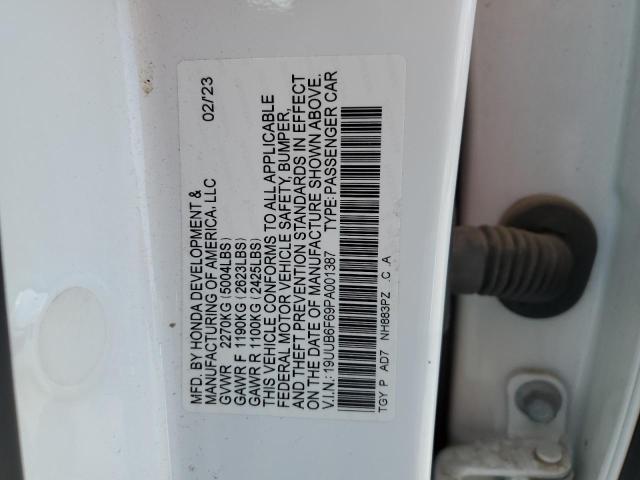 MFD. BY HONDA DEVELOPMENT & 02/'23
MANUFACTURING OF AMERICA, LLC
GVWR 2270KG (5004LBS)
GAWR F 1190KG (2623LBS)
GAWR R 1100KG (2425LBS)
THIS VEHICLE CONFORMS TO ALL APPLICABLE
FEDERAL MOTOR VEHICLE SAFETY, BUMPER,
AND THEFT PREVENTION STANDARDS IN EFFECT
ON THE DATE OF MANUFACTURE SHOWN ABOVE.
V.I.N.: 19UUB6F69PA001387 TYPE: PASSENGER CAR
TGY P AD7 NH883PZ .C .A